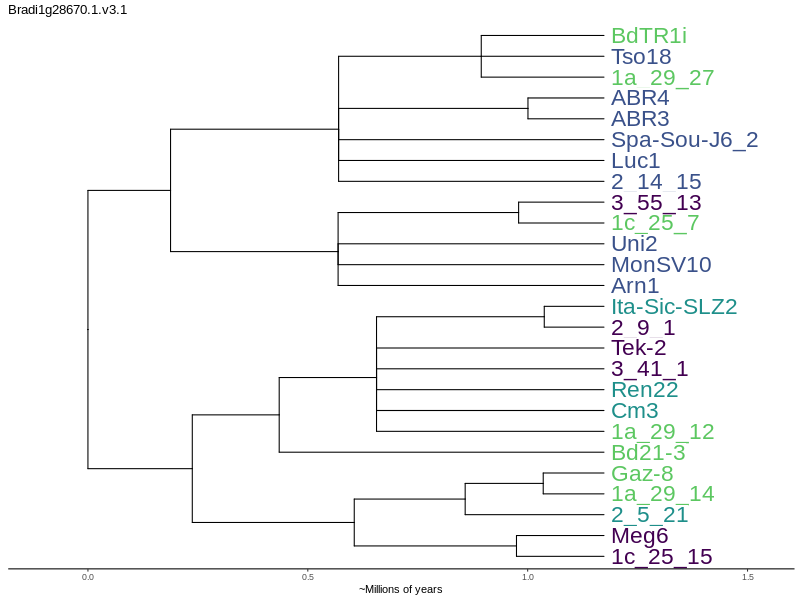 Bradi1g28670.1.v3.1
BdTR1i
Tso18
1a_29_27
ABR4
ABR3
Spa-Sou-J6_2
Luc1
2_14_15
3_55_13
1c_25_7
Uni2
MonSV10
Arn1
Ita-Sic-SLZ2
2_9_1
Tek-2
3_41_1
Ren22
Cm3
1a_29_12
Bd21-3
Gaz-8
1a_29_14
2_5_21
Meg6
1c_25_15
0.0 0.5 1.0 1.5
~Millions of years